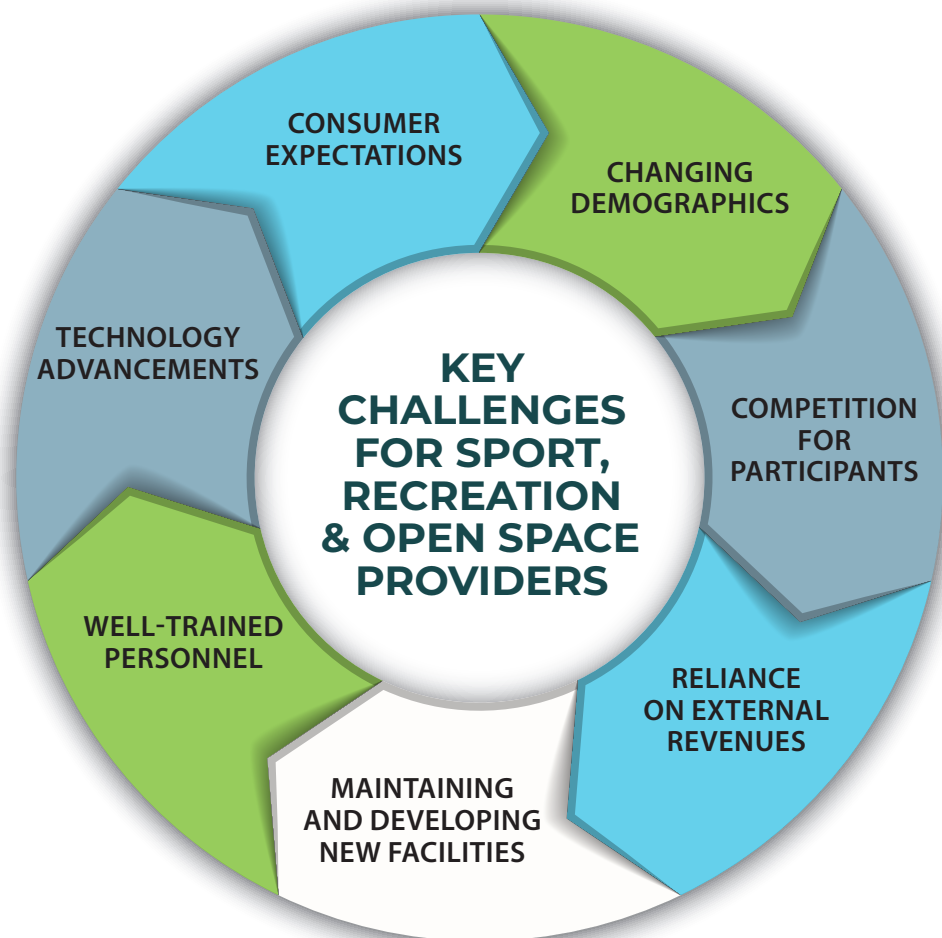 CONSUMER
EXPECTATIONS
CHANGING
DEMOGRAPHICS
COMPETITION
FOR
PARTICIPANTS
RELIANCE
ON EXTERNAL
REVENUES
MAINTAINING
AND DEVELOPING
NEW FACILITIES
WELL-TRAINED
PERSONNEL
TECHNOLOGY
ADVANCEMENTS
KEY
CHALLENGES
FOR SPORT,
RECREATION
& OPEN SPACE
PROVIDERS